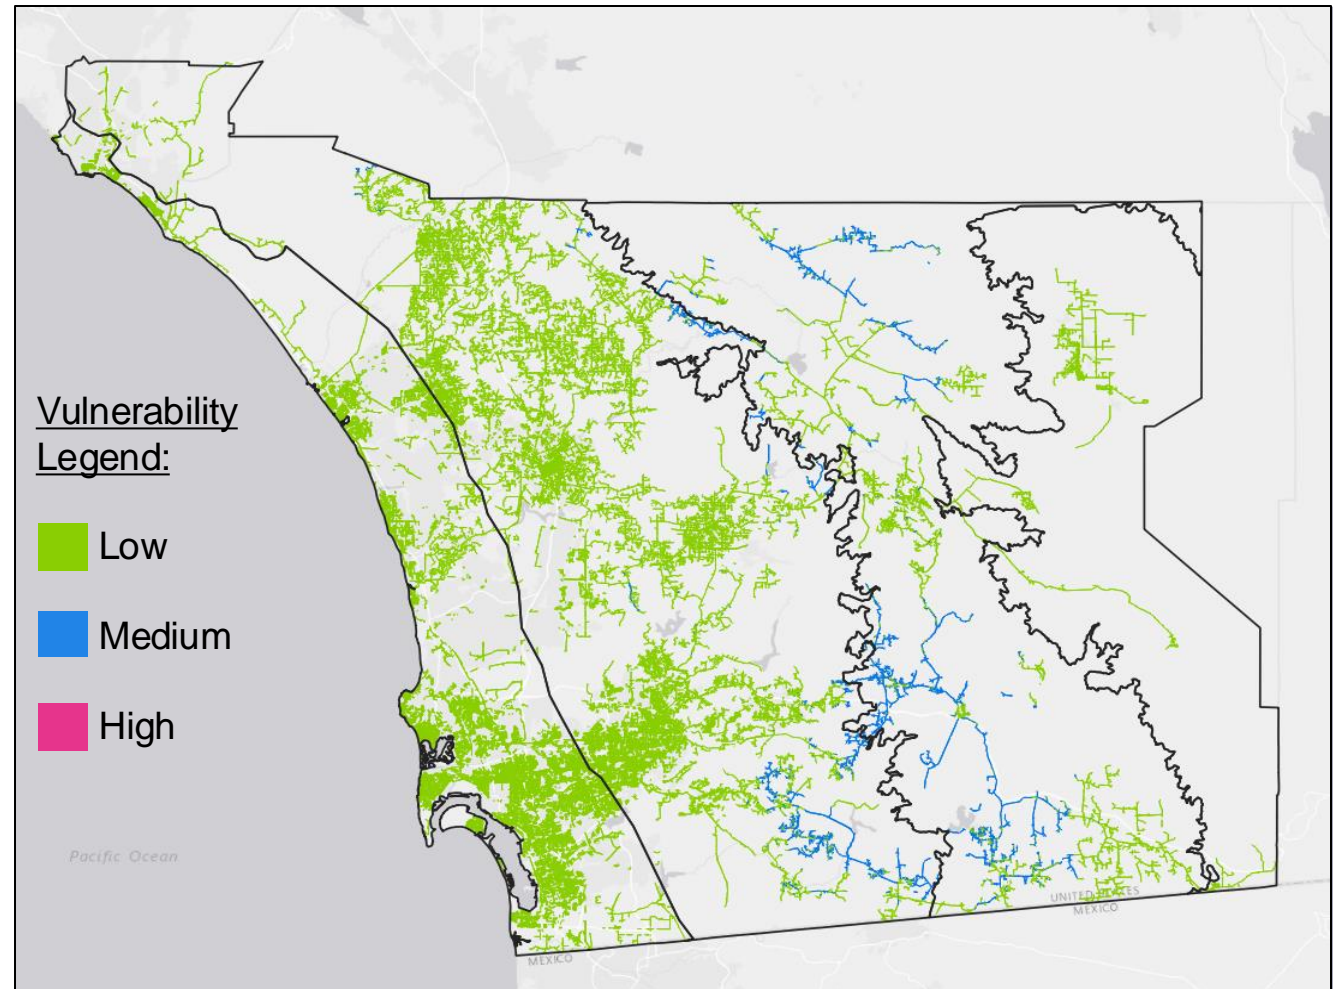 Vulnerability
Legend:
Low
Medium
High
Pacific Ocean
UNITED STATES
MEXICO
MEXICO